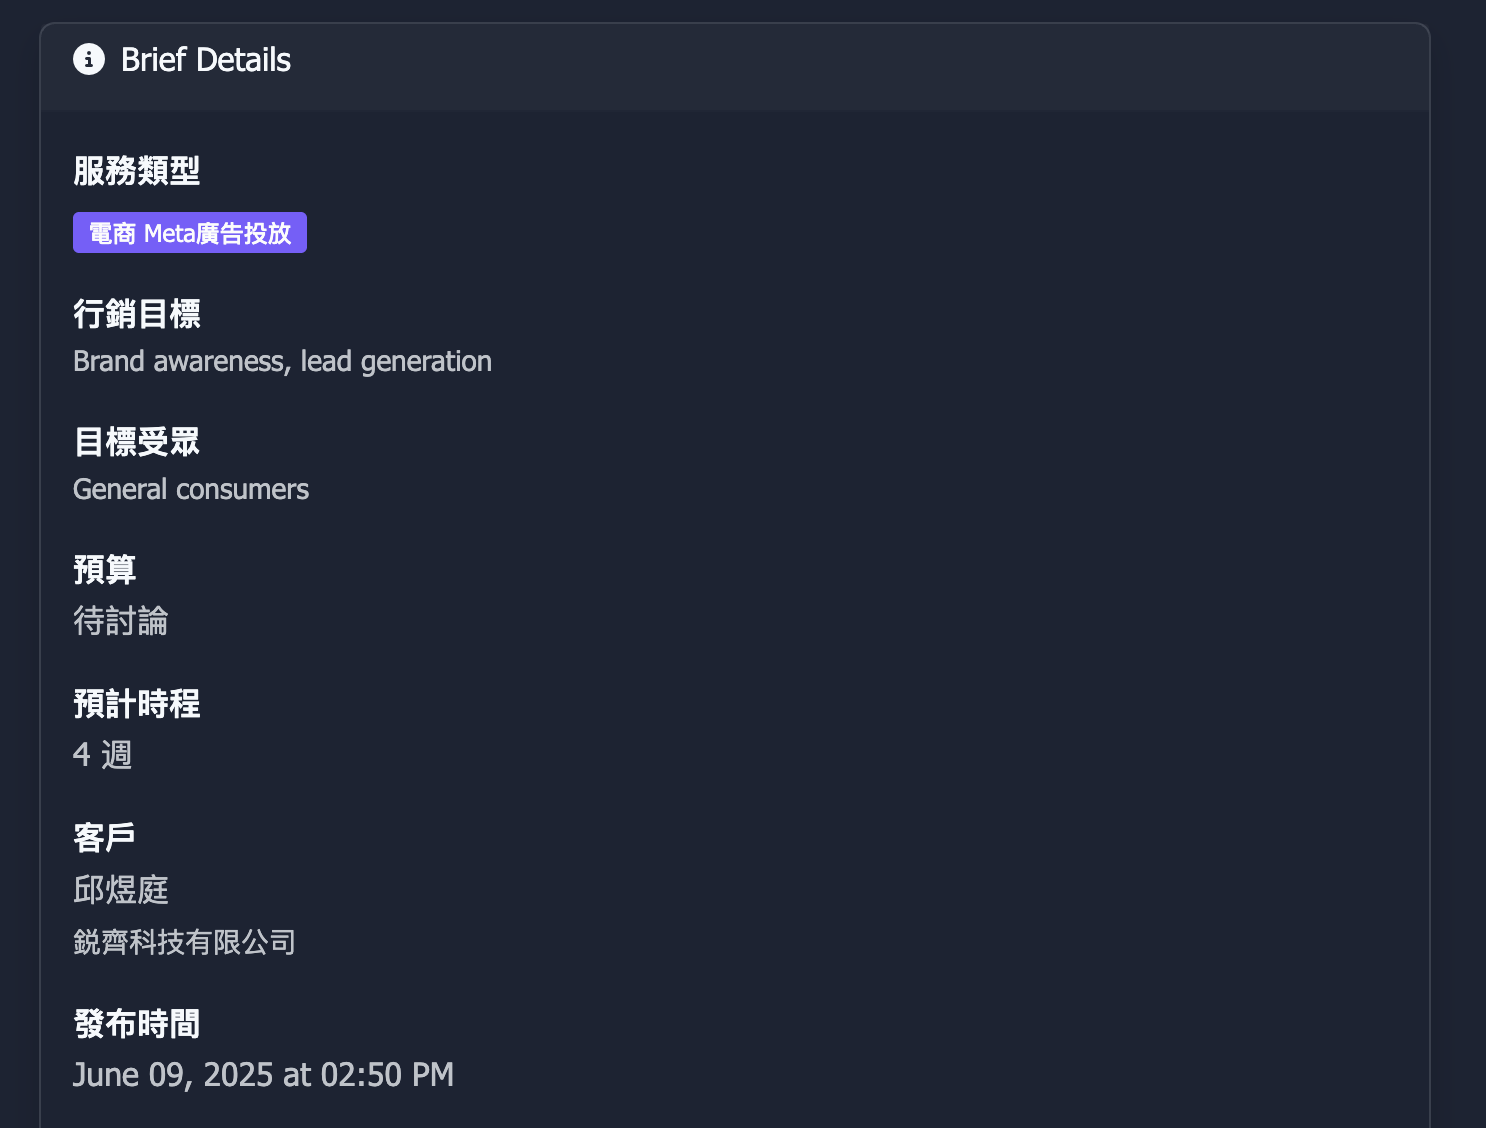 Brief Details
服務類型
電商 Meta廣告投放
行銷目標
Brand awareness, lead generation
目標受眾
General consumers
預算
待討論
預計時程
4 週
客戶
邱煜庭
銳齊科技有限公司
發布時間
June 09, 2025 at 02:50 PM